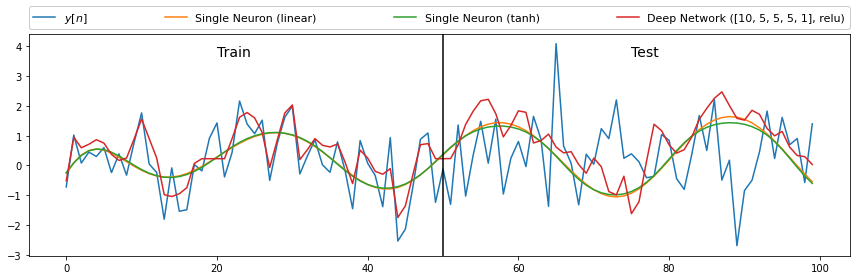 y[n] Single Neuron (linear) Single Neuron (tanh) Deep Network ([10, 5, 5, 5, 1], relu)
Train Test
4
3
2
1
0
−1
−2
−3
0 20 40 60 80 100